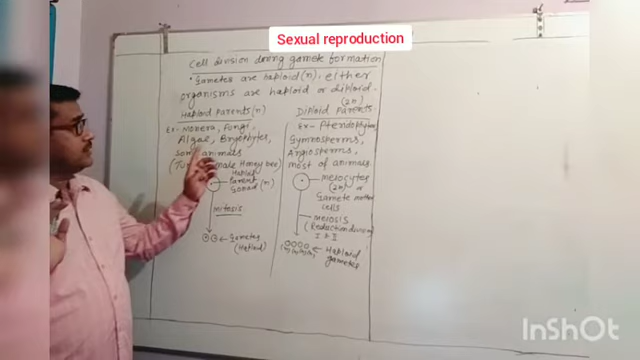 Sexual reproduction
Cell division during gamete formation
• Gametes are haploid (n), either
organisms are haploid or diploid.
(2n)
Haploid Parents (n)
Ex- Monera, Fungi,
Algae, Bryophytes,
Some animals
male Honey bee)
Haploid
Parent
Gonad (n)
mitosis
Gametes
(Haploid)
Diploid Parents
Ex- Pteridophytes
Gymnosperms,
Angiosperms,
most of animals
meiocytes
(2n) or
Gamete mother
cells
meiosis
(Reduction division)
I & II
(n) (n) (n) (n)
Haploid
gametes
InShOt